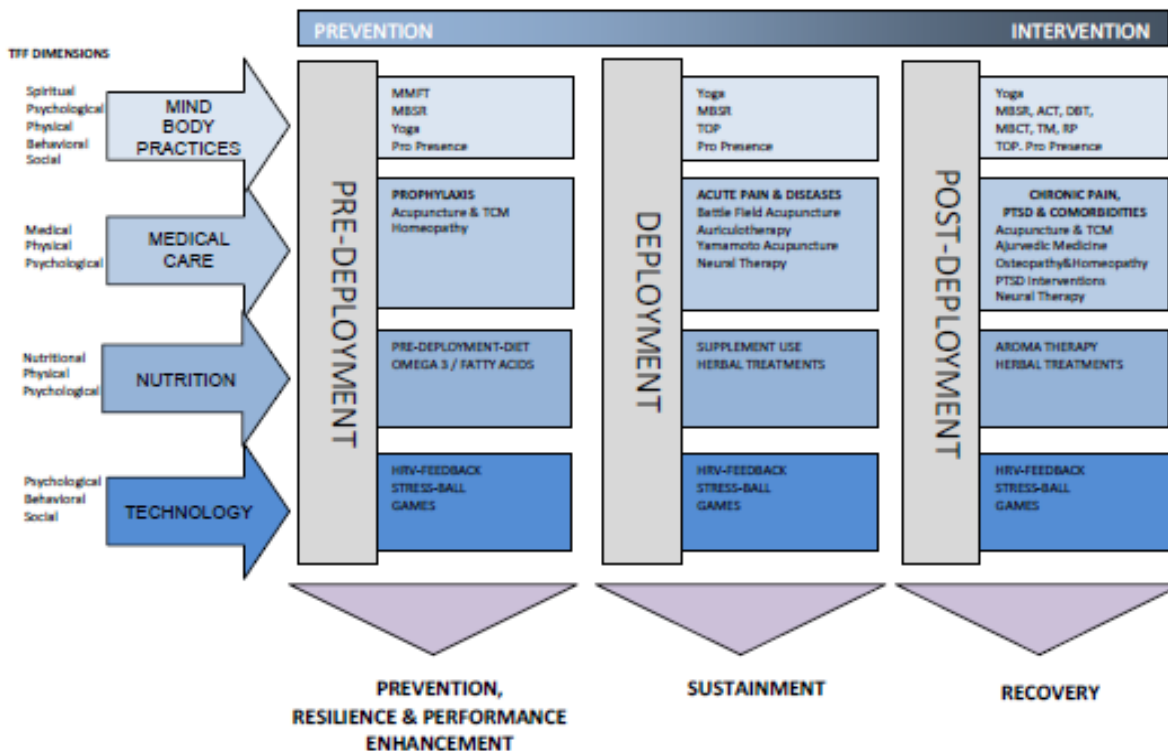 PREVENTION
INTERVENTION
TFF DIMENSIONS
Spiritual
Psychological
Physical
Behavioral
Social
MIND
BODY
PRACTICES
Medical
Physical
Psychological
MEDICAL
CARE
Nutritional
Physical
Psychological
NUTRITION
Psychological
Behavioral
Social
TECHNOLOGY
PRE-DEPLOYMENT
MMFT
MBSR
Yoga
Pro Presence
PROPHYLAXIS
Acupuncture & TCM
Homeopathy
PRE-DEPLOYMENT-DIET
OMEGA 3 / FATTY ACIDS
HRV-FEEDBACK
STRESS-BALL
GAMES
DEPLOYMENT
Yoga
MBSR
TOP
Pro Presence
ACUTE PAIN & DISEASES
Battle Field Acupuncture
Auriculotherapy
Yamamoto Acupuncture
Neural Therapy
SUPPLEMENT USE
HERBAL TREATMENTS
HRV-FEEDBACK
STRESS-BALL
GAMES
POST-DEPLOYMENT
Yoga
MBSR, ACT, DBT,
MBCT, TM, RP
TOP. Pro Presence
CHRONIC PAIN,
PTSD & COMORBIDITIES
Acupuncture & TCM
Ajurvedic Medicine
Osteopathy&Homeopathy
PTSD Interventions
Neural Therapy
AROMA THERAPY
HERBAL TREATMENTS
HRV-FEEDBACK
STRESS-BALL
GAMES
PREVENTION,
RESILIENCE & PERFORMANCE
ENHANCEMENT
SUSTAINMENT
RECOVERY